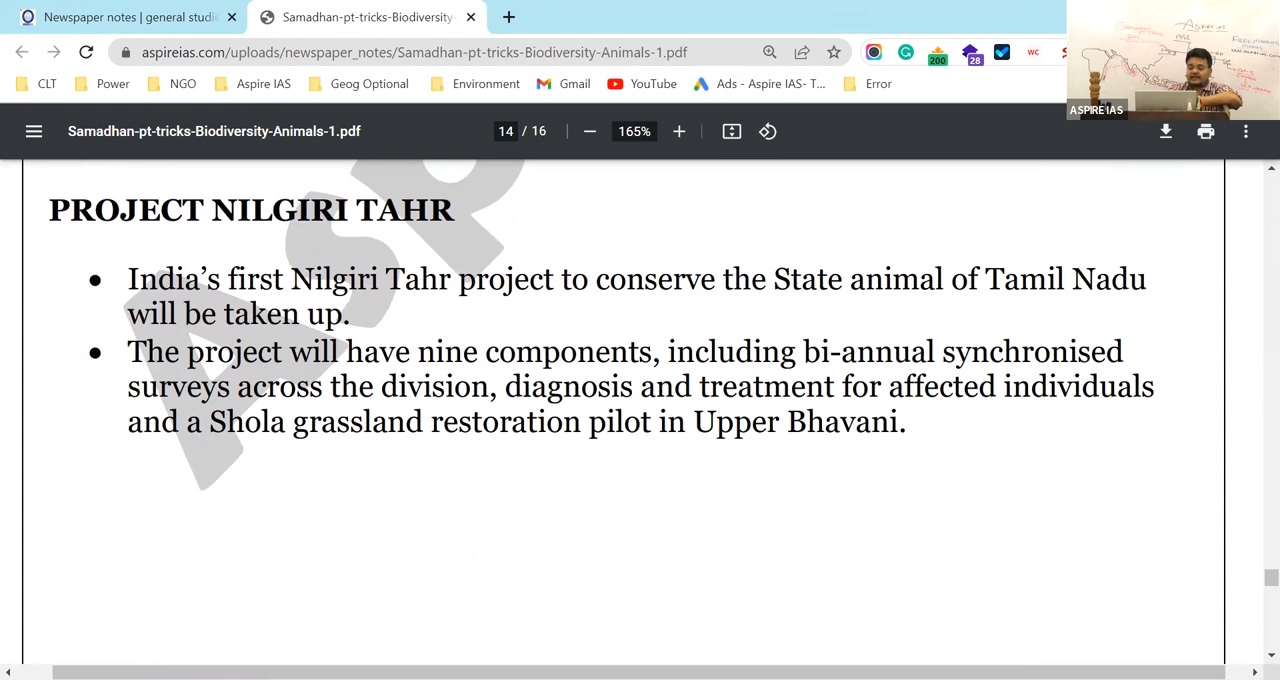 Newspaper notes | general studi
Samadhan-pt-tricks-Biodiversity-
aspireias.com/uploads/newspaper_notes/Samadhan-pt-tricks-Biodiversity-Animals-1.pdf
200
28
WC
CLT
Power
NGO
Aspire IAS
Geog Optional
Environment
Gmail
YouTube
Ads - Aspire IAS- T...
Error
ASPIRE IAS
Samadhan-pt-tricks-Biodiversity-Animals-1.pdf
14 / 16
165%
Asp
PROJECT NILGIRI TAHR
• India’s first Nilgiri Tahr project to conserve the State animal of Tamil Nadu
will be taken up.
• The project will have nine components, including bi-annual synchronised
surveys across the division, diagnosis and treatment for affected individuals
and a Shola grassland restoration pilot in Upper Bhavani.